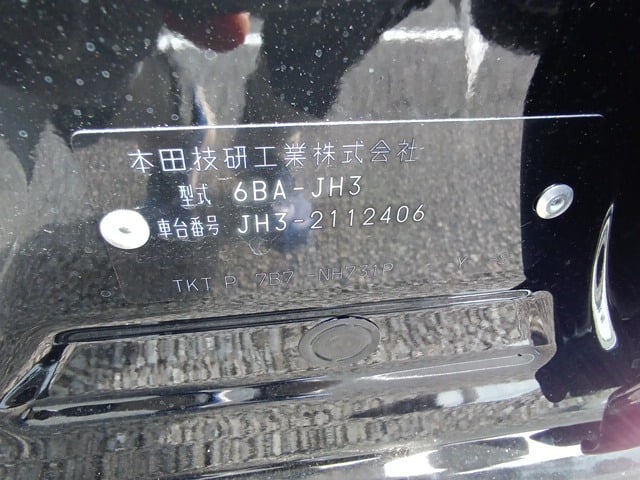 本田技研工業株式会社
型式 6BA-JH3
車台番号 JH3-2112406
TKT P 7B7 -NH731P - Y